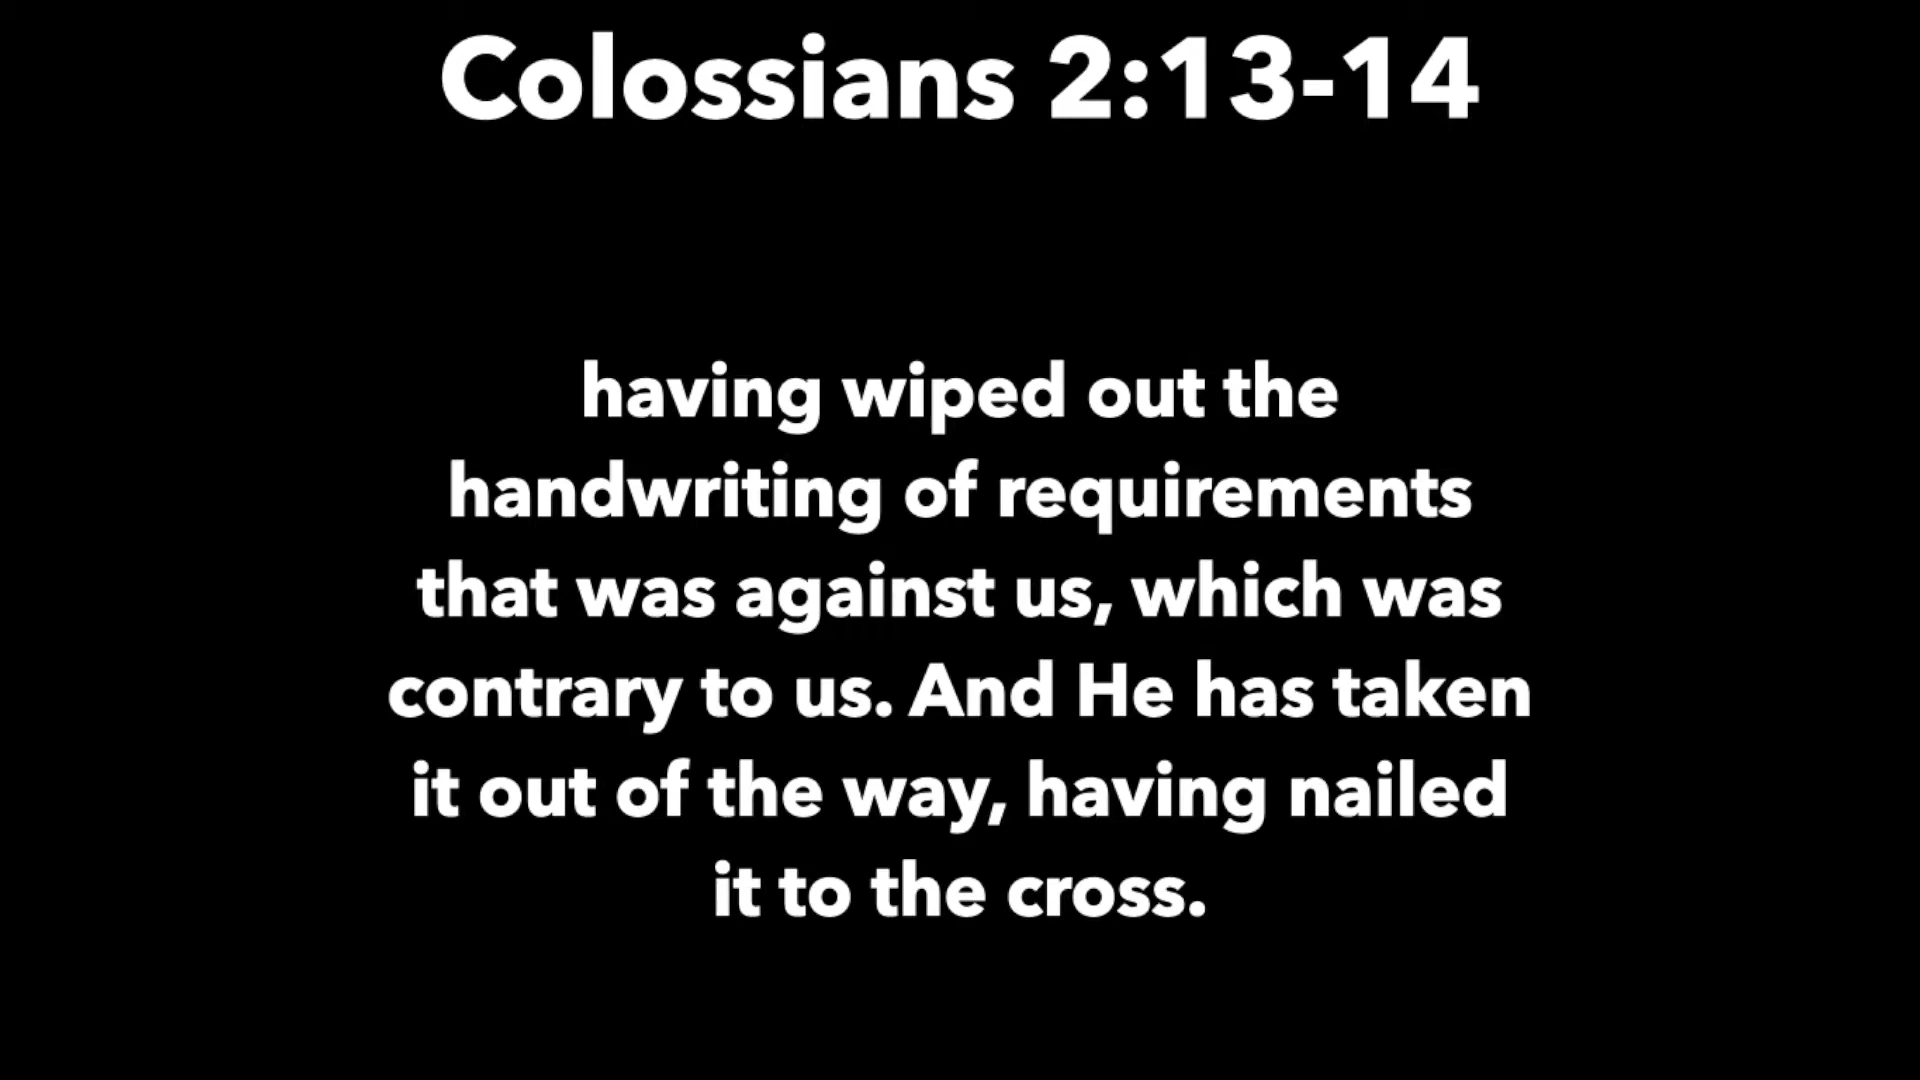 Colossians 2:13-14
having wiped out the
handwriting of requirements
that was against us, which was
contrary to us. And He has taken
it out of the way, having nailed
it to the cross.